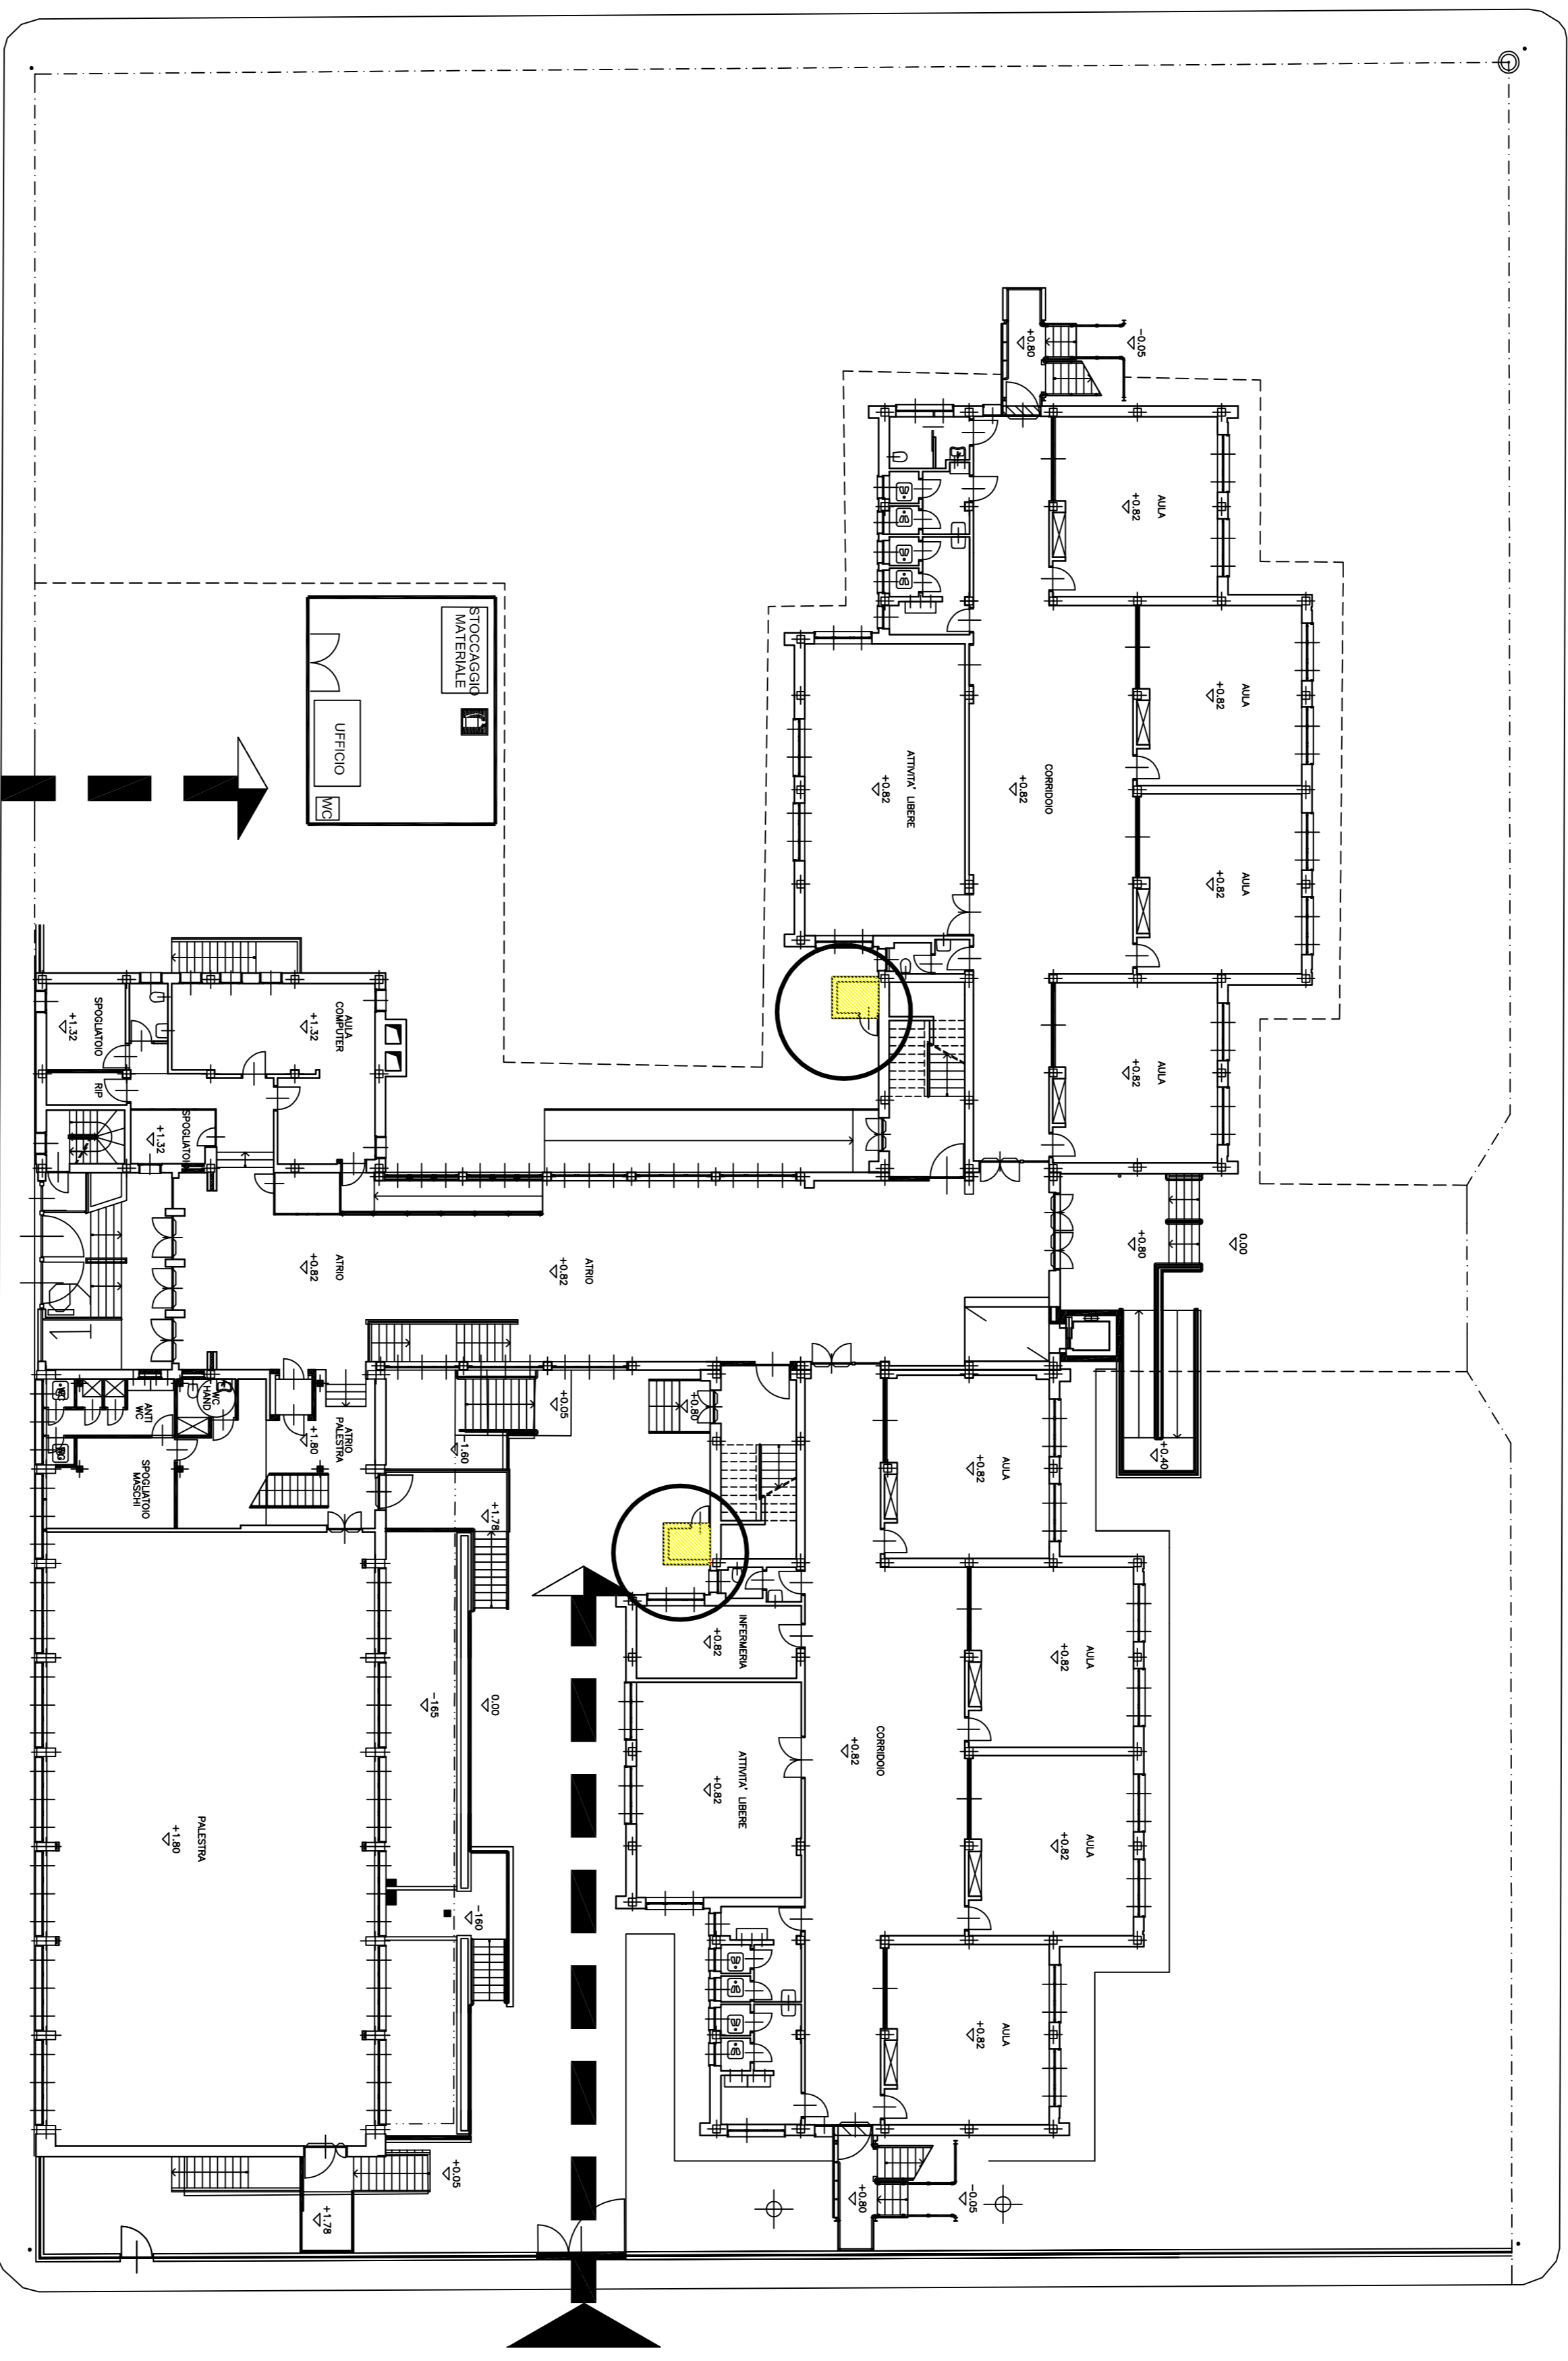 -0.05
+0.80
AULA
+0.82
AULA
+0.82
STOCCAGGIO
MATERIALE
UFFICIO
WC
ATTIVITA' LIBERE
+0.82
CORRIDOIO
+0.82
AULA
+0.82
AULA
+0.82
SPOGLIATOIO
+1.32
AULA
COMPUTER
+1.32
RIP
SPOGLIATOIO
+1.32
ATRIO
+0.82
ATRIO
+0.82
+0.80
0.00
1
WC
HAND
ANTI
WC
SPOGLIATOIO
MASCHI
ATRIO
PALESTRA
+1.80
-1.60
+0.05
+0.80
+1.78
+0.40
AULA
+0.82
INFERMERIA
+0.82
AULA
+0.82
-165
0.00
ATTIVITA' LIBERE
+0.82
CORRIDOIO
+0.82
PALESTRA
+1.80
AULA
+0.82
-160
AULA
+0.82
+0.05
+1.78
+0.80
-0.05